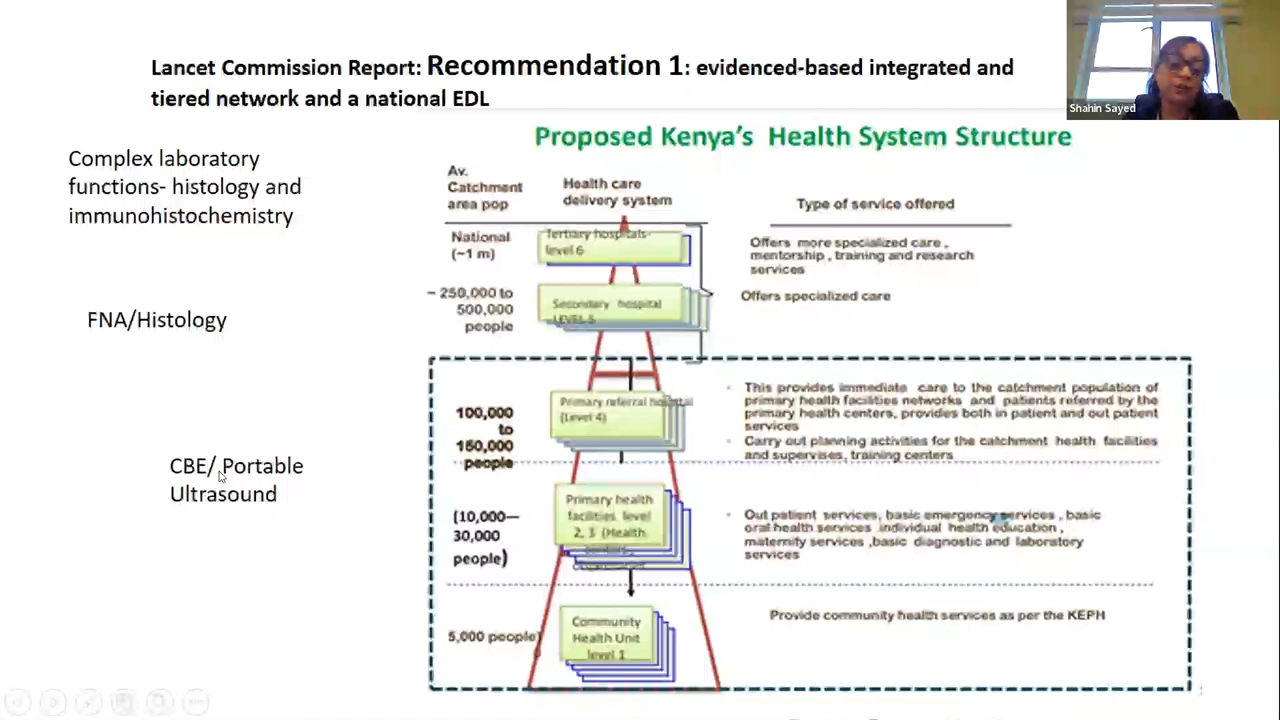 Lancet Commission Report: Recommendation 1: evidenced-based integrated and
tiered network and a national EDL
Shahin Sayed
Complex laboratory
functions- histology and
immunohistochemistry
FNA/Histology
CBE/ Portable
Ultrasound
Proposed Kenya's Health System Structure
Av.
Catchment
area pop
Health care
delivery system
Type of service offered
National
(~1 m)
Tertiary hospitals-
level 6
Offers more specialized care ,
mentorship , training and research
services
~ 250,000 to
500,000
people
Secondary hospital
LEVEL 5
Offers specialized care
100,000
to
150,000
people
Primary referral hospital
(Level 4)
- This provides immediate care to the catchment population of
primary health facilities networks and patients referred by the
primary health centers, provides both in patient and out patient
services
- Carry out planning activities for the catchment health facilities
and supervises, training centers
(10,000—
30,000
people)
Primary health
facilities level
2, 3 (Health
- Out patient services, basic emergency services , basic
oral health services individual health education ,
maternity services ,basic diagnostic and laboratory
services
5,000 people)
Community
Health Unit
level 1
Provide community health services as per the KEPH